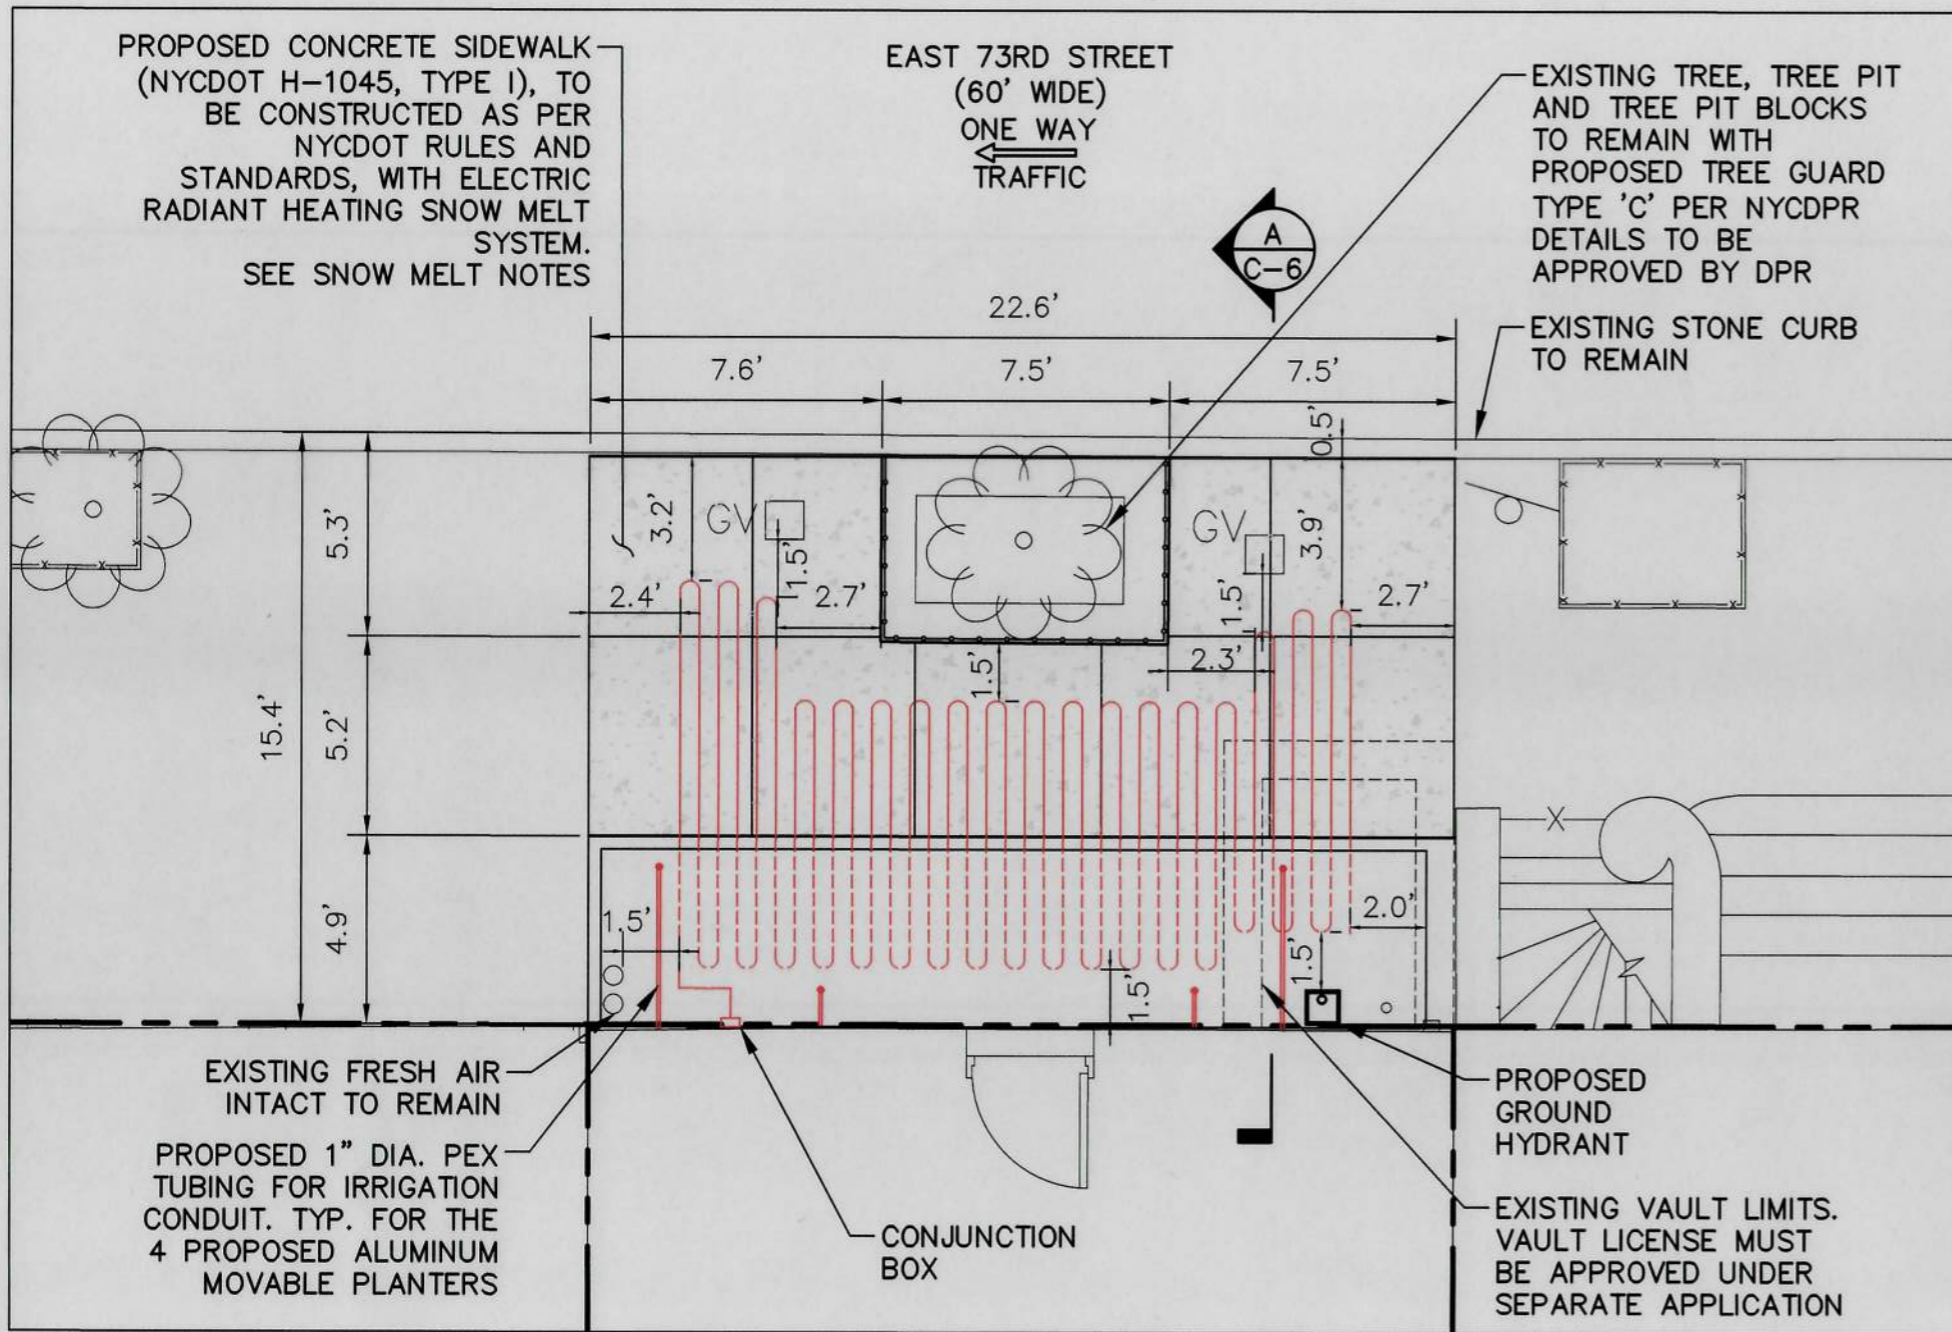 PROPOSED CONCRETE SIDEWALK
(NYCDOT H-1045, TYPE I), TO
BE CONSTRUCTED AS PER
NYCDOT RULES AND
STANDARDS, WITH ELECTRIC
RADIANT HEATING SNOW MELT
SYSTEM.
SEE SNOW MELT NOTES
EAST 73RD STREET
(60' WIDE)
ONE WAY
TRAFFIC
A
C-6
EXISTING TREE, TREE PIT
AND TREE PIT BLOCKS
TO REMAIN WITH
PROPOSED TREE GUARD
TYPE 'C' PER NYCDPR
DETAILS TO BE
APPROVED BY DPR
EXISTING STONE CURB
TO REMAIN
22.6'
7.6'
7.5'
7.5'
0.5'
5.3'
3.2'
GV
1.5'
GV
3.9'
2.4'
2.7'
1.5'
2.7'
2.3'
1.5'
15.4'
5.2'
4.9'
1.5'
2.0'
1.5'
1.5'
EXISTING FRESH AIR
INTACT TO REMAIN
PROPOSED 1" DIA. PEX
TUBING FOR IRRIGATION
CONDUIT. TYP. FOR THE
4 PROPOSED ALUMINUM
MOVABLE PLANTERS
CONJUNCTION
BOX
PROPOSED
GROUND
HYDRANT
EXISTING VAULT LIMITS.
VAULT LICENSE MUST
BE APPROVED UNDER
SEPARATE APPLICATION